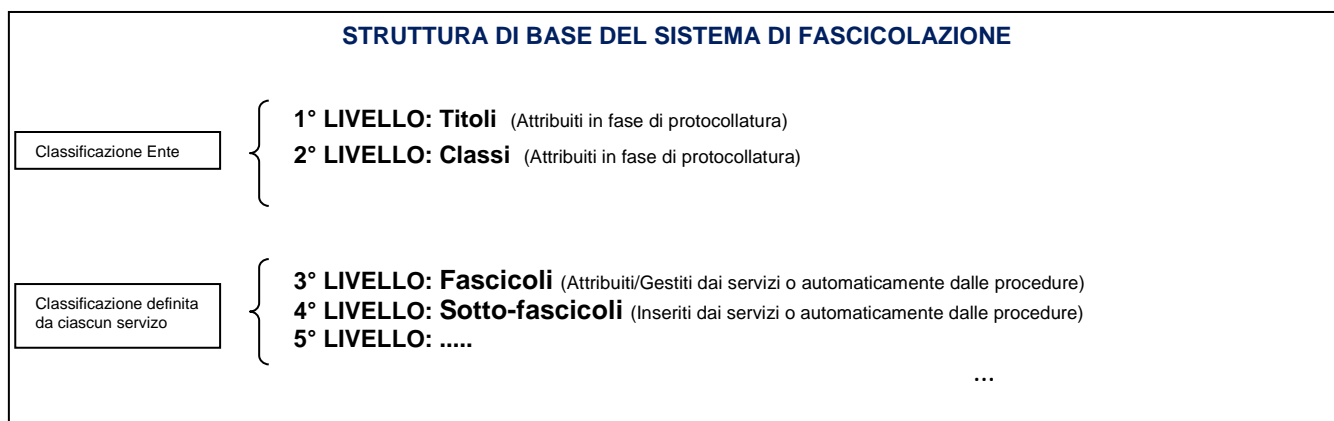 STRUTTURA DI BASE DEL SISTEMA DI FASCICOLAZIONE
Classificazione Ente
1° LIVELLO: Titoli (Attribuiti in fase di protocollatura)
2° LIVELLO: Classi (Attribuiti in fase di protocollatura)
Classificazione definita
da ciascun servizo
3° LIVELLO: Fascicoli (Attribuiti/Gestiti dai servizi o automaticamente dalle procedure)
4° LIVELLO: Sotto-fascicoli (Inseriti dai servizi o automaticamente dalle procedure)
5° LIVELLO: .....
...